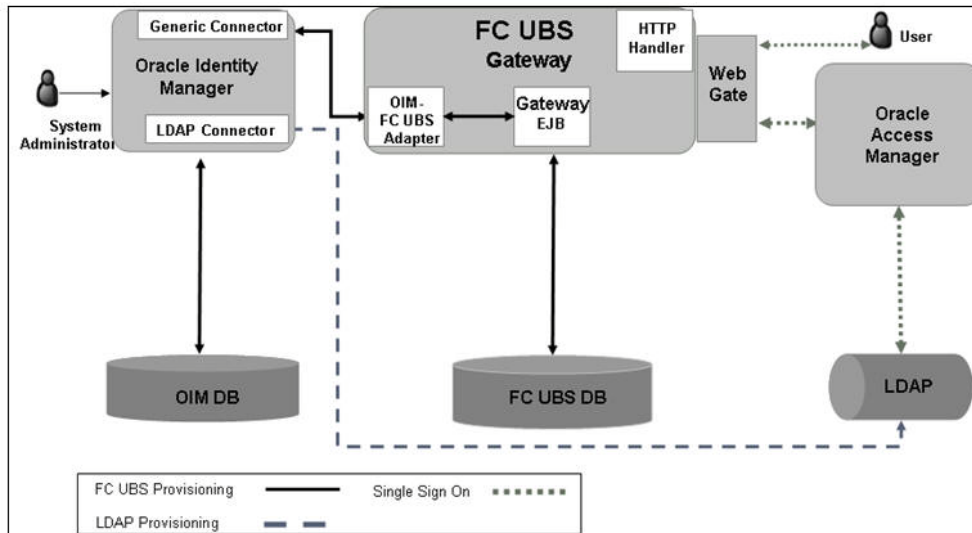 Generic Connector
Oracle Identity
Manager
LDAP Connector
System
Administrator
FC UBS
Gateway
HTTP
Handler
OIM-
FC UBS
Adapter
Gateway
EJB
Web
Gate
User
Oracle
Access
Manager
OIM DB
FC UBS DB
LDAP
FC UBS Provisioning
Single Sign On
LDAP Provisioning